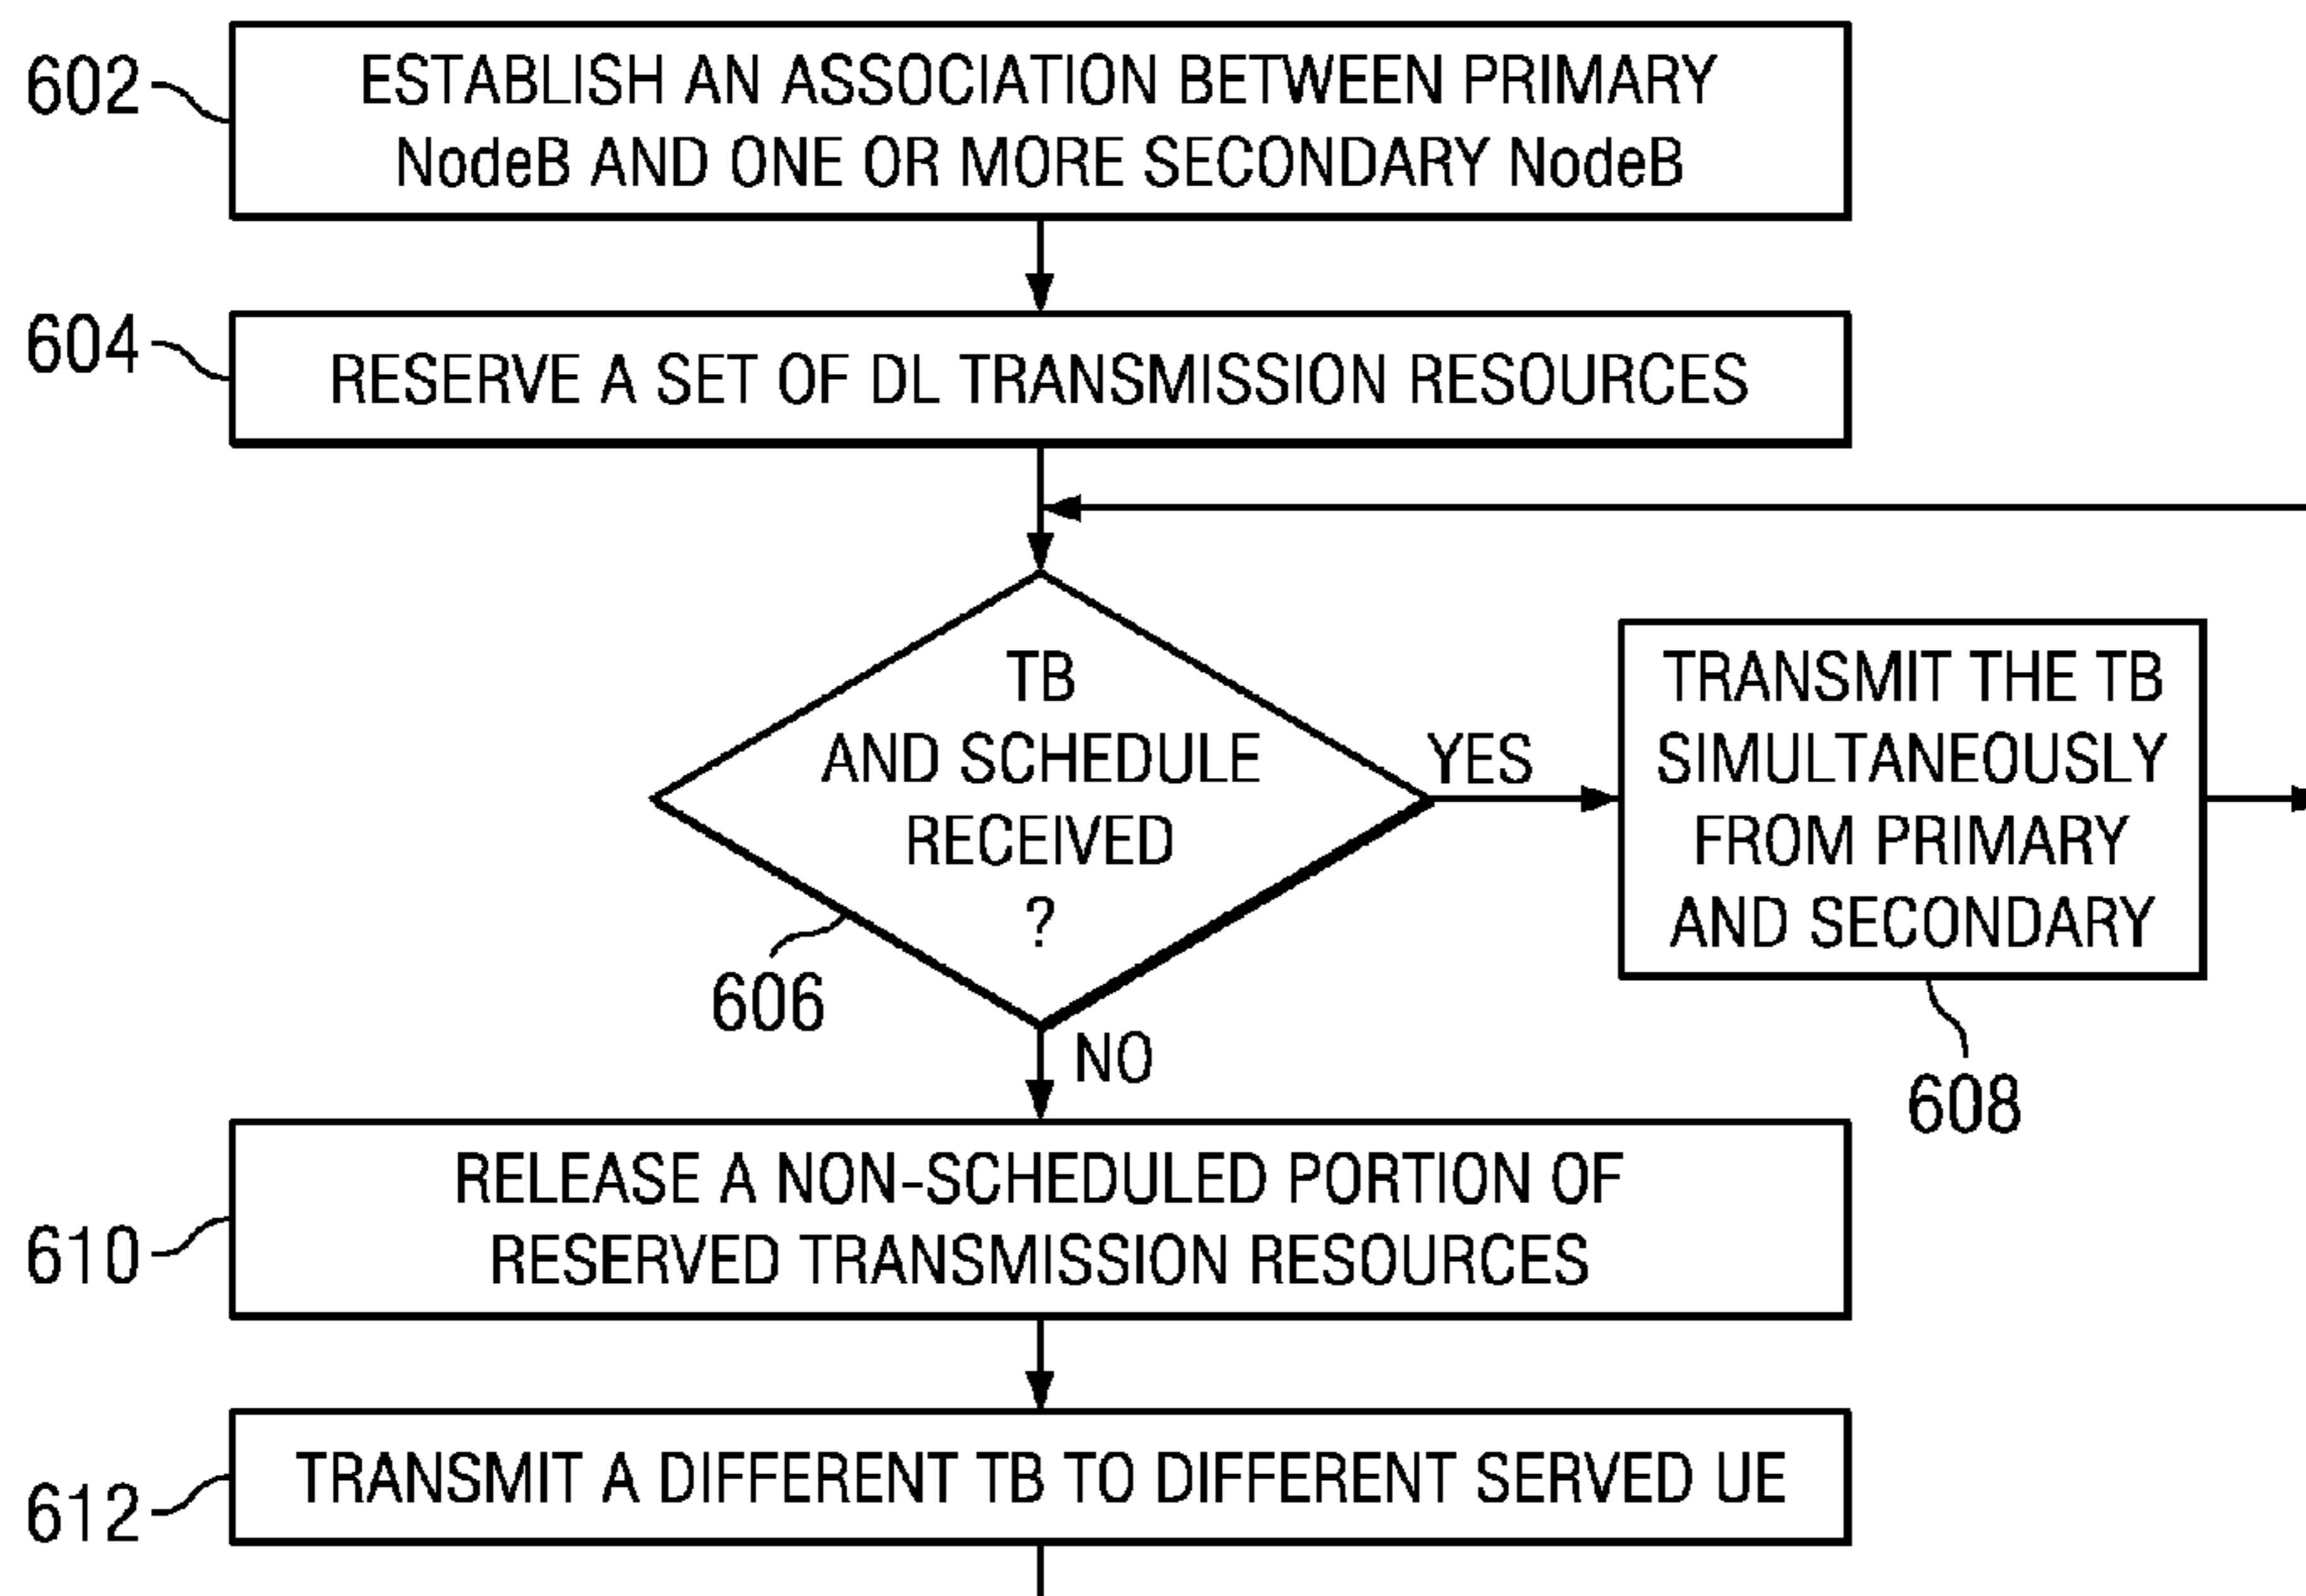 602
ESTABLISH AN ASSOCIATION BETWEEN PRIMARY
NodeB AND ONE OR MORE SECONDARY NodeB
604
RESERVE A SET OF DL TRANSMISSION RESOURCES
TB
AND SCHEDULE
RECEIVED
?
606
YES
TRANSMIT THE TB
SIMULTANEOUSLY
FROM PRIMARY
AND SECONDARY
608
NO
610
RELEASE A NON-SCHEDULED PORTION OF
RESERVED TRANSMISSION RESOURCES
612
TRANSMIT A DIFFERENT TB TO DIFFERENT SERVED UE